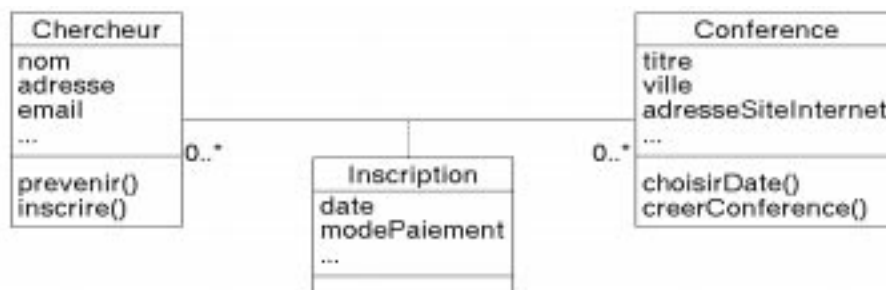 Chercheur
nom
adresse
email
...
prevenir()
inscrire()
0..*
Inscription
date
modePaiement
...
0..*
Conference
titre
ville
adresseSiteInternet
...
choisirDate()
creerConference()